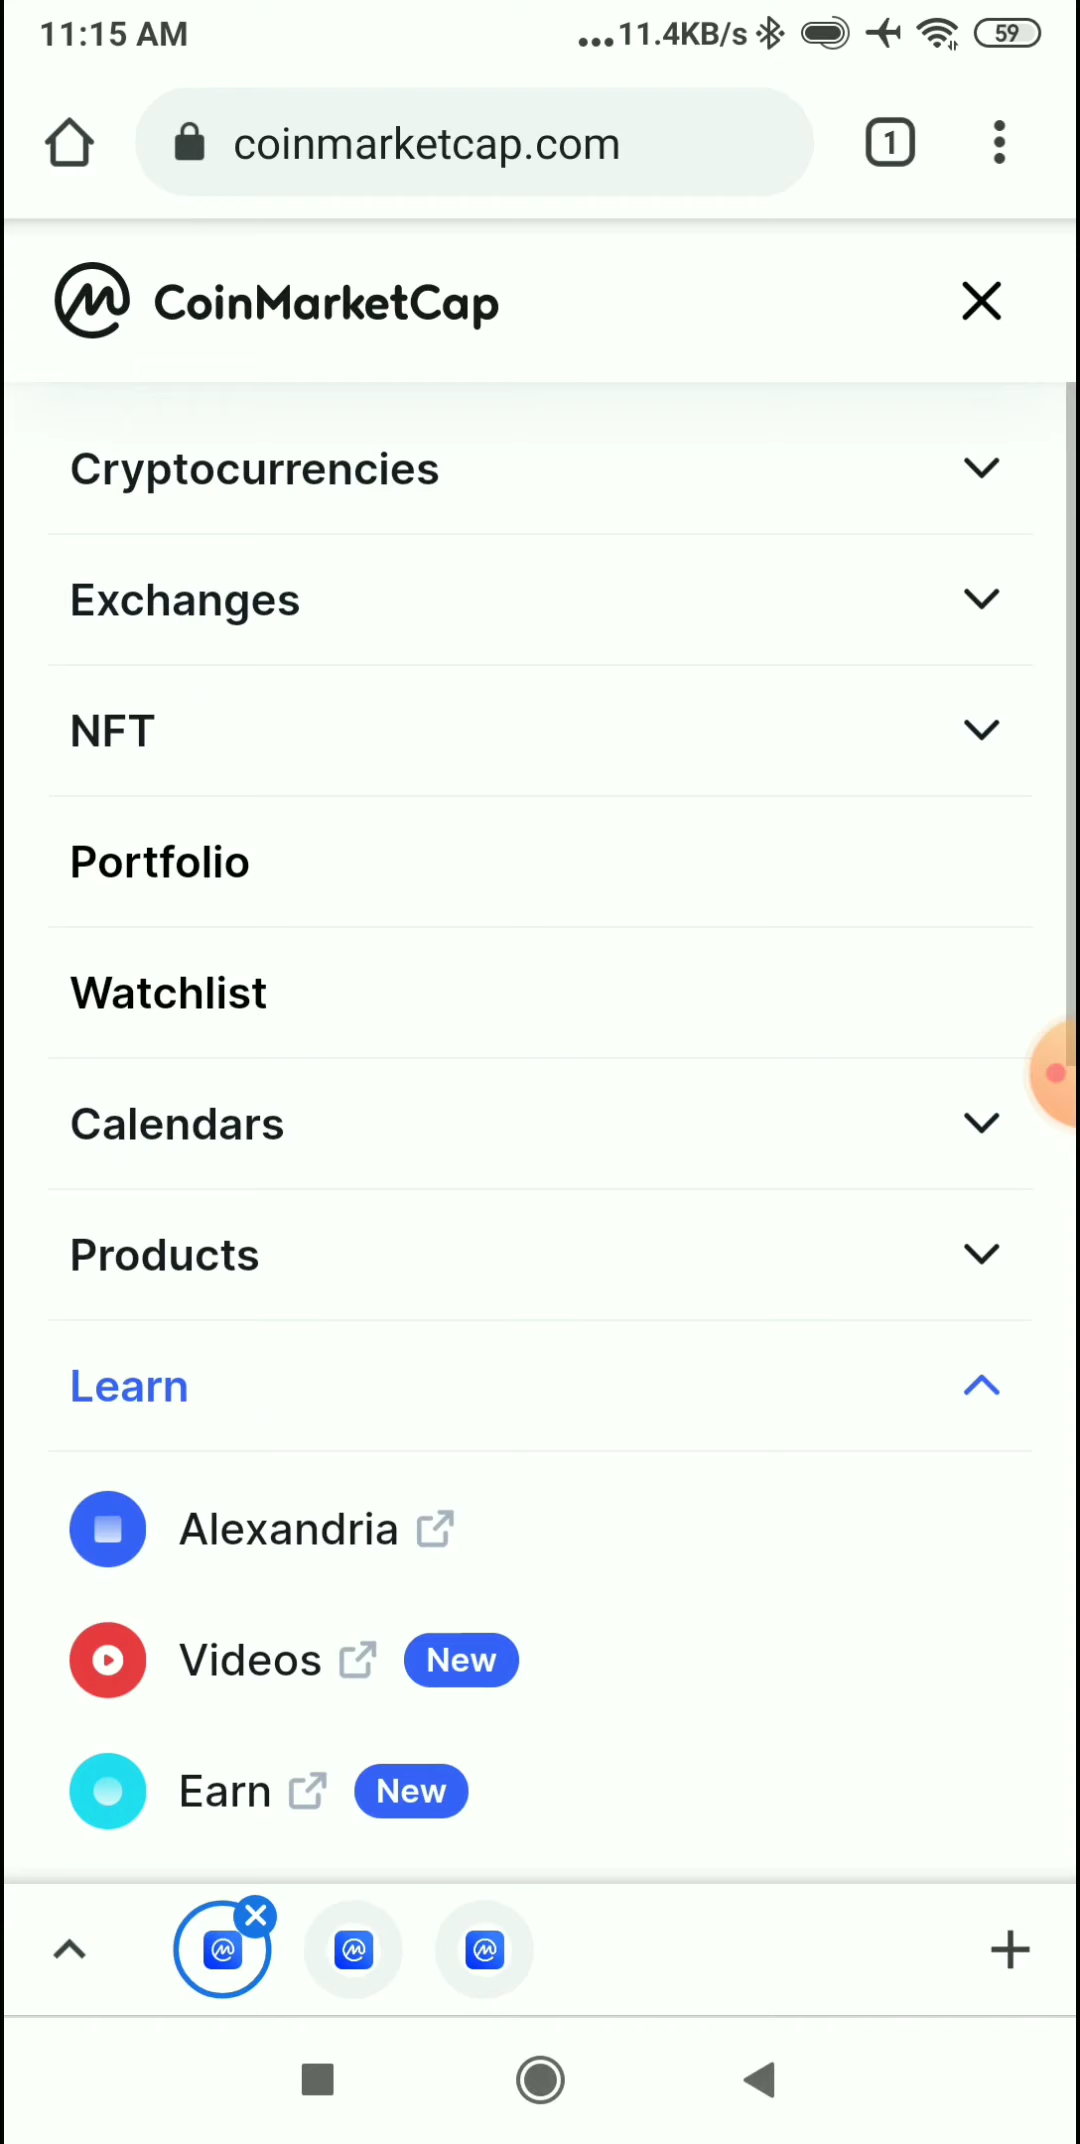 11:15 AM
...11.4KB/s
59
coinmarketcap.com
1
CoinMarketCap
Cryptocurrencies
Exchanges
NFT
Portfolio
Watchlist
Calendars
Products
Learn
Alexandria
Videos New
Earn New